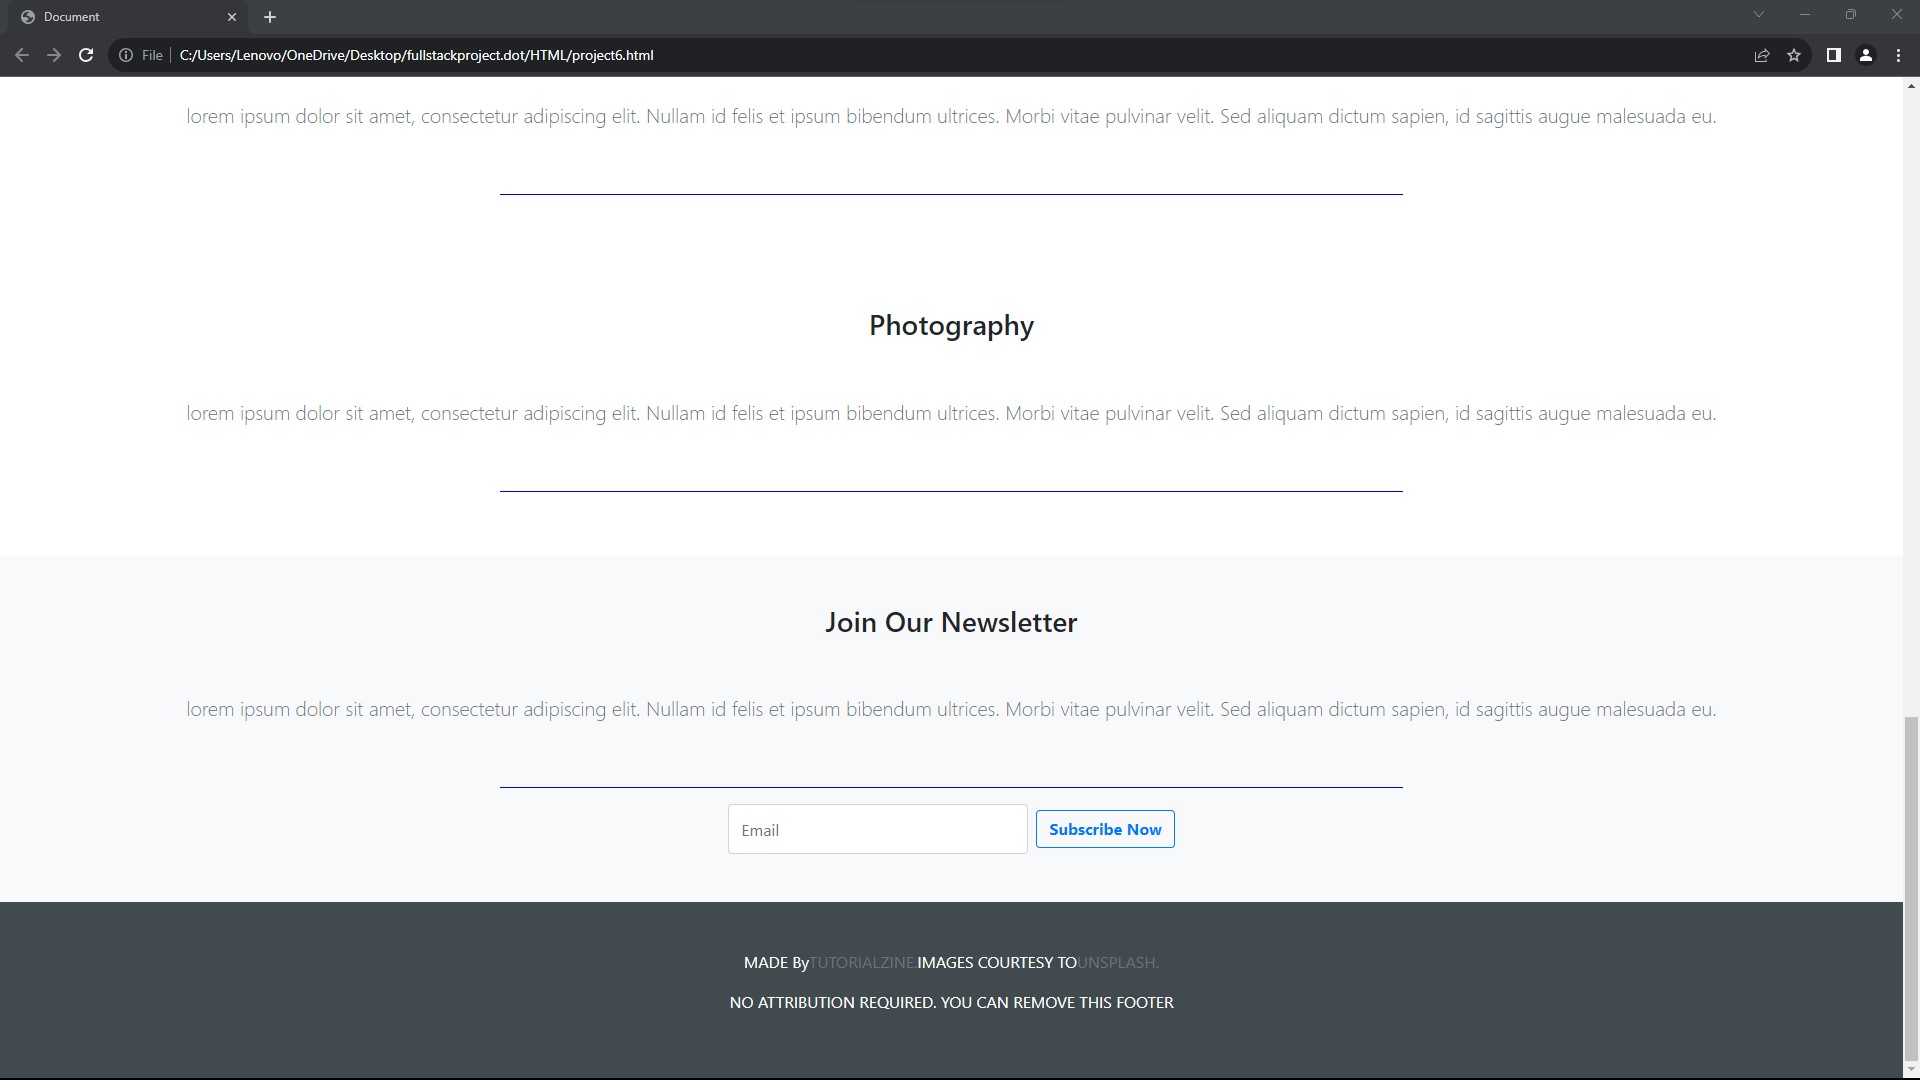 Document
File
C:/Users/Lenovo/OneDrive/Desktop/fullstackproject.dot/HTML/project6.html
lorem ipsum dolor sit amet, consectetur adipiscing elit. Nullam id felis et ipsum bibendum ultrices. Morbi vitae pulvinar velit. Sed aliquam dictum sapien, id sagittis augue malesuada eu.
Photography
lorem ipsum dolor sit amet, consectetur adipiscing elit. Nullam id felis et ipsum bibendum ultrices. Morbi vitae pulvinar velit. Sed aliquam dictum sapien, id sagittis augue malesuada eu.
Join Our Newsletter
lorem ipsum dolor sit amet, consectetur adipiscing elit. Nullam id felis et ipsum bibendum ultrices. Morbi vitae pulvinar velit. Sed aliquam dictum sapien, id sagittis augue malesuada eu.
Email
Subscribe Now
MADE ByTUTORIALZINE.IMAGES COURTESY TOUNSPLASH.
NO ATTRIBUTION REQUIRED. YOU CAN REMOVE THIS FOOTER